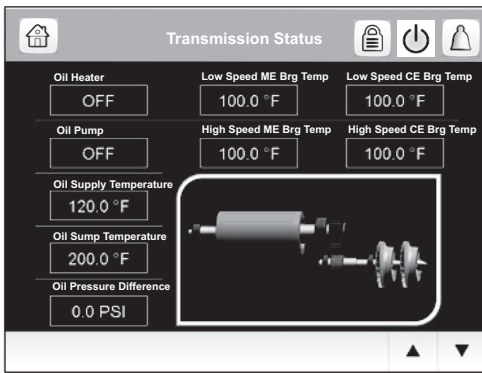 Transmission Status
Oil Heater
OFF
Low Speed ME Brg Temp
100.0 °F
Low Speed CE Brg Temp
100.0 °F
Oil Pump
OFF
High Speed ME Brg Temp
100.0 °F
High Speed CE Brg Temp
100.0 °F
Oil Supply Temperature
120.0 °F
Oil Sump Temperature
200.0 °F
Oil Pressure Difference
0.0 PSI